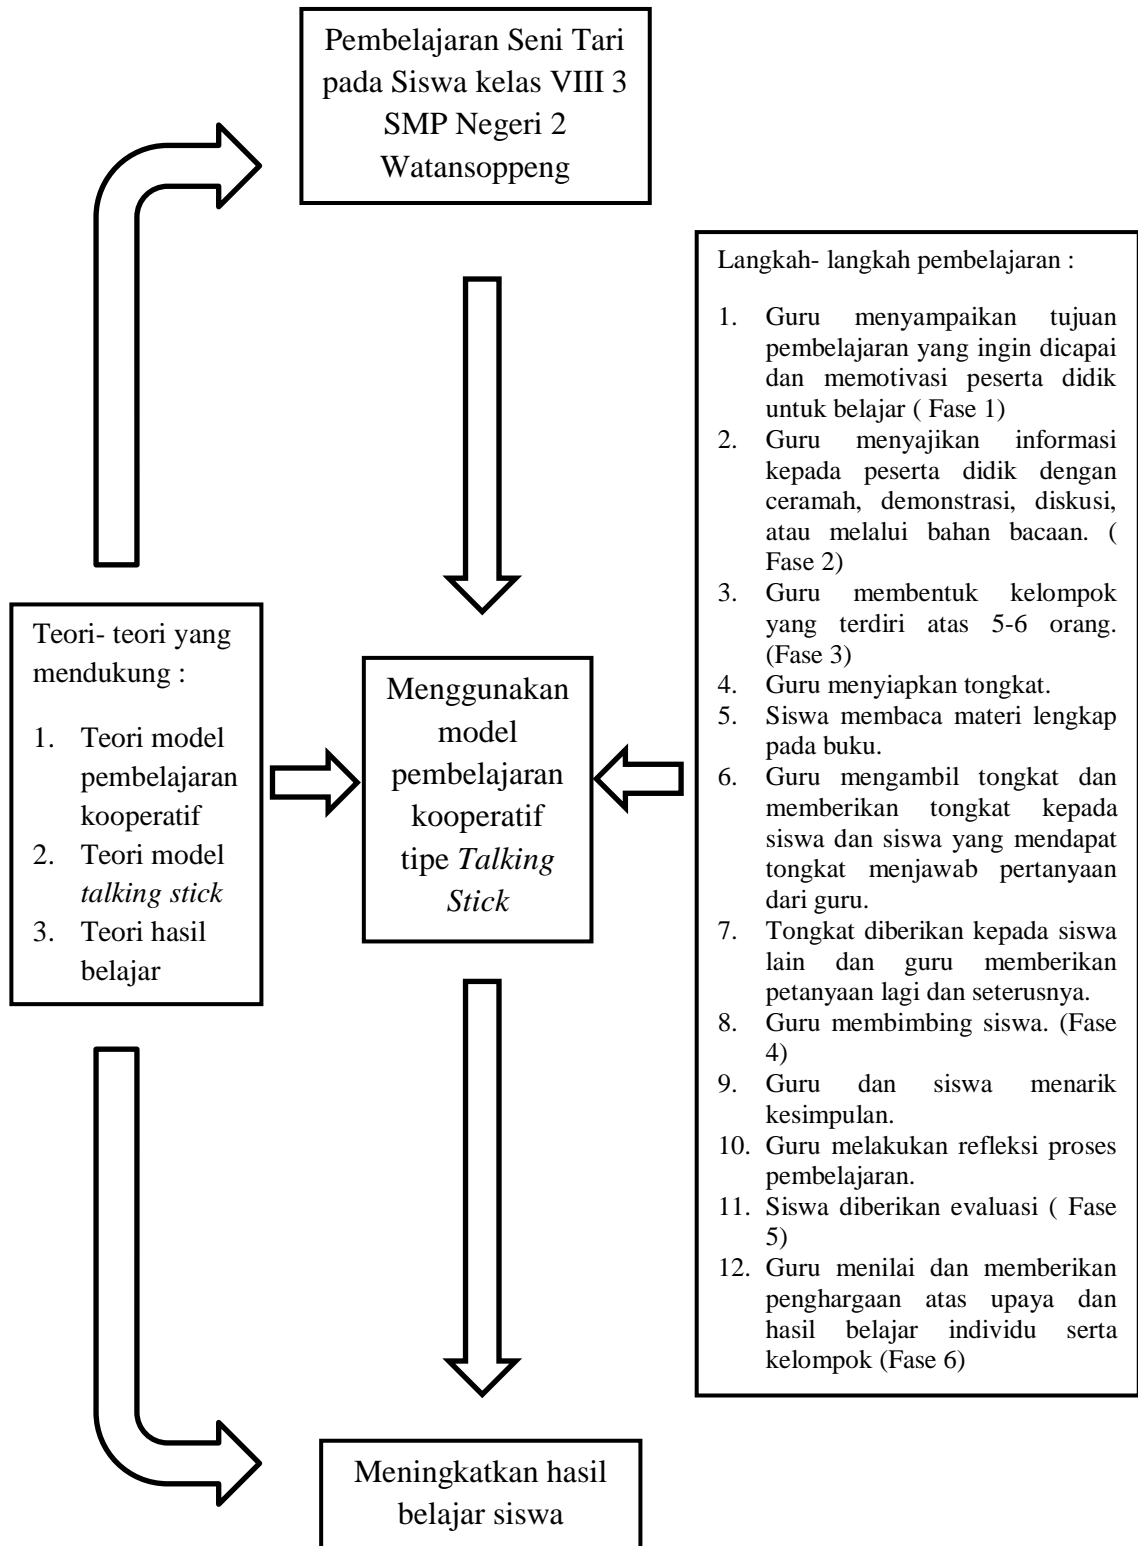 Pembelajaran Seni Tari
pada Siswa kelas VIII 3
SMP Negeri 2
Watansoppeng
Teori- teori yang
mendukung :
1. Teori model
pembelajaran
kooperatif
2. Teori model
talking stick
3. Teori hasil
belajar
Menggunakan
model
pembelajaran
kooperatif
tipe Talking
Stick
Langkah- langkah pembelajaran :
1. Guru menyampaikan tujuan
pembelajaran yang ingin dicapai
dan memotivasi peserta didik
untuk belajar ( Fase 1)
2. Guru menyajikan informasi
kepada peserta didik dengan
ceramah, demonstrasi, diskusi,
atau melalui bahan bacaan. (
Fase 2)
3. Guru membentuk kelompok
yang terdiri atas 5-6 orang.
(Fase 3)
4. Guru menyiapkan tongkat.
5. Siswa membaca materi lengkap
pada buku.
6. Guru mengambil tongkat dan
memberikan tongkat kepada
siswa dan siswa yang mendapat
tongkat menjawab pertanyaan
dari guru.
7. Tongkat diberikan kepada siswa
lain dan guru memberikan
petanyaan lagi dan seterusnya.
8. Guru membimbing siswa. (Fase
4)
9. Guru dan siswa menarik
kesimpulan.
10. Guru melakukan refleksi proses
pembelajaran.
11. Siswa diberikan evaluasi ( Fase
5)
12. Guru menilai dan memberikan
penghargaan atas upaya dan
hasil belajar individu serta
kelompok (Fase 6)
Meningkatkan hasil
belajar siswa